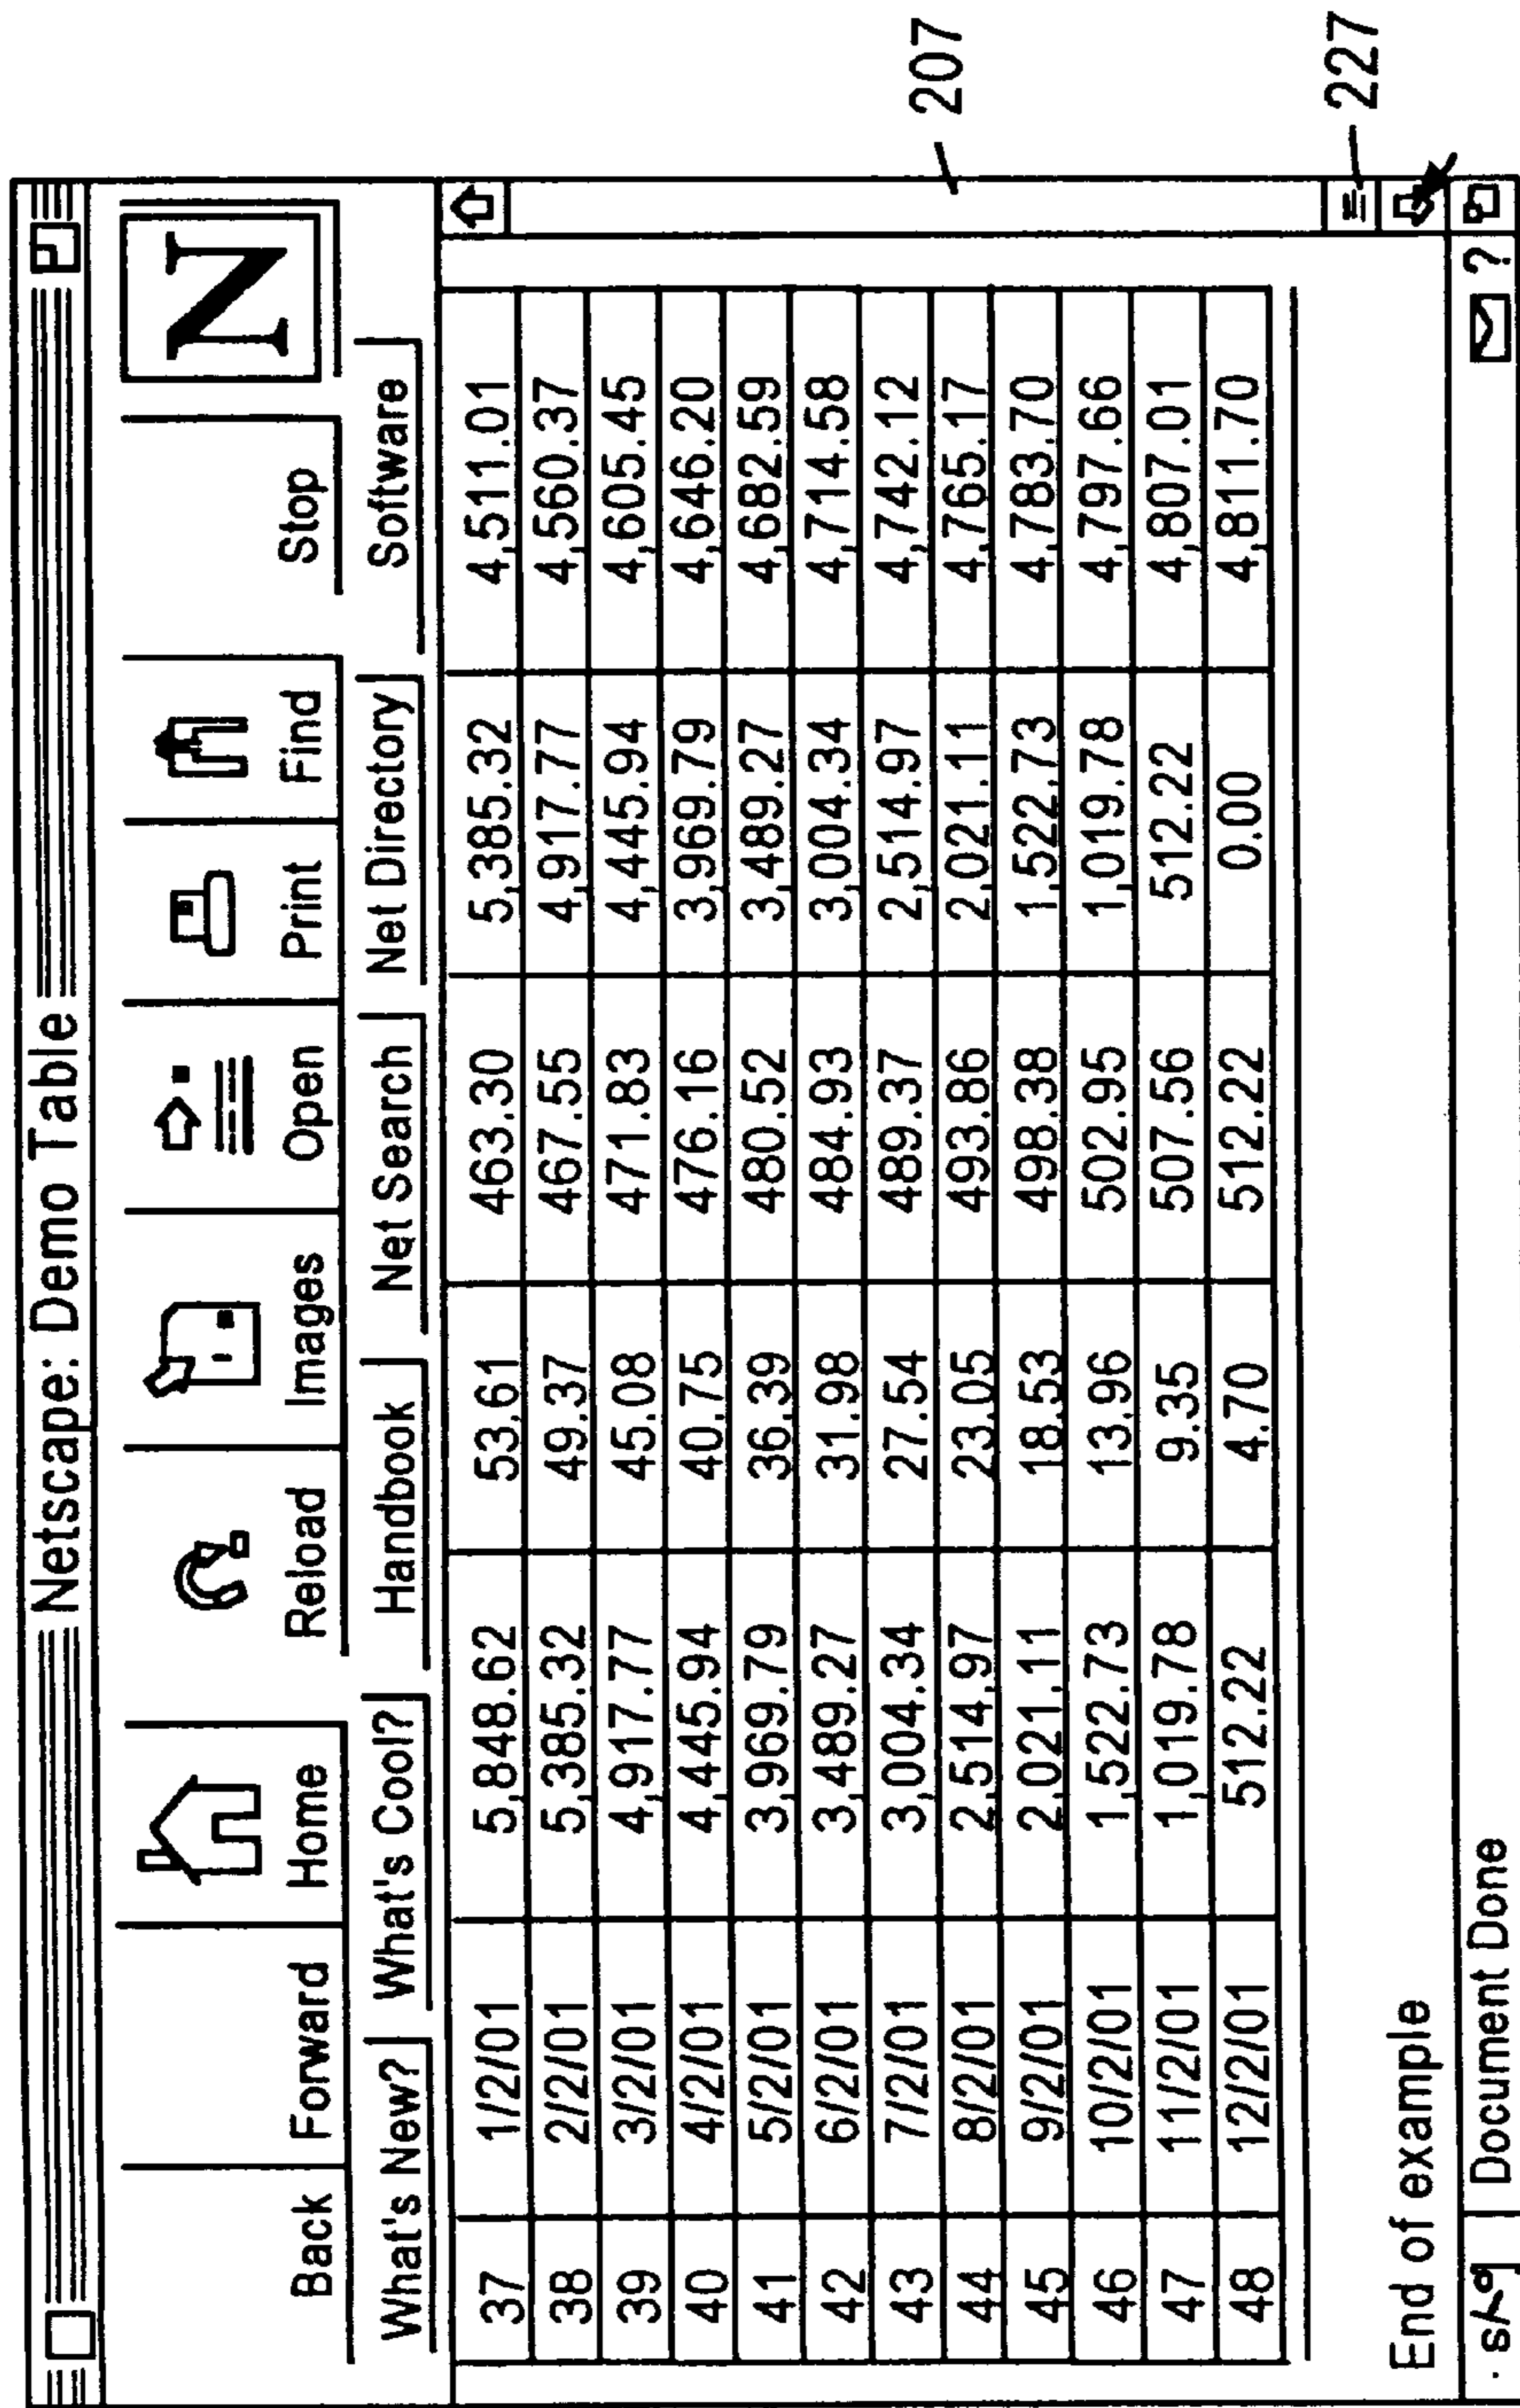 Netscape: Demo Table
N
Back Forward Home Reload Images Open Print Find Stop
What's New? What's Cool? Handbook Net Search Net Directory Software
37 1/2/01 5,848.62 53.61 463.30 5,385.32 4,511.01
38 2/2/01 5,385.32 49.37 467.55 4,917.77 4,560.37
39 3/2/01 4,917.77 45.08 471.83 4,445.94 4,605.45
40 4/2/01 4,445.94 40.75 476.16 3,969.79 4,646.20
41 5/2/01 3,969.79 36.39 480.52 3,489.27 4,682.59
42 6/2/01 3,489.27 31.98 484.93 3,004.34 4,714.58
43 7/2/01 3,004.34 27.54 489.37 2,514.97 4,742.12
44 8/2/01 2,514.97 23.05 493.86 2,021.11 4,765.17
45 9/2/01 2,021.11 18.53 498.38 1,522.73 4,783.70
46 10/2/01 1,522.73 13.96 502.95 1,019.78 4,797.66
47 11/2/01 1,019.78 9.35 507.56 512.22 4,807.01
48 12/2/01 512.22 4.70 512.22 0.00 4,811.70
207
227
End of example
Document Done
?